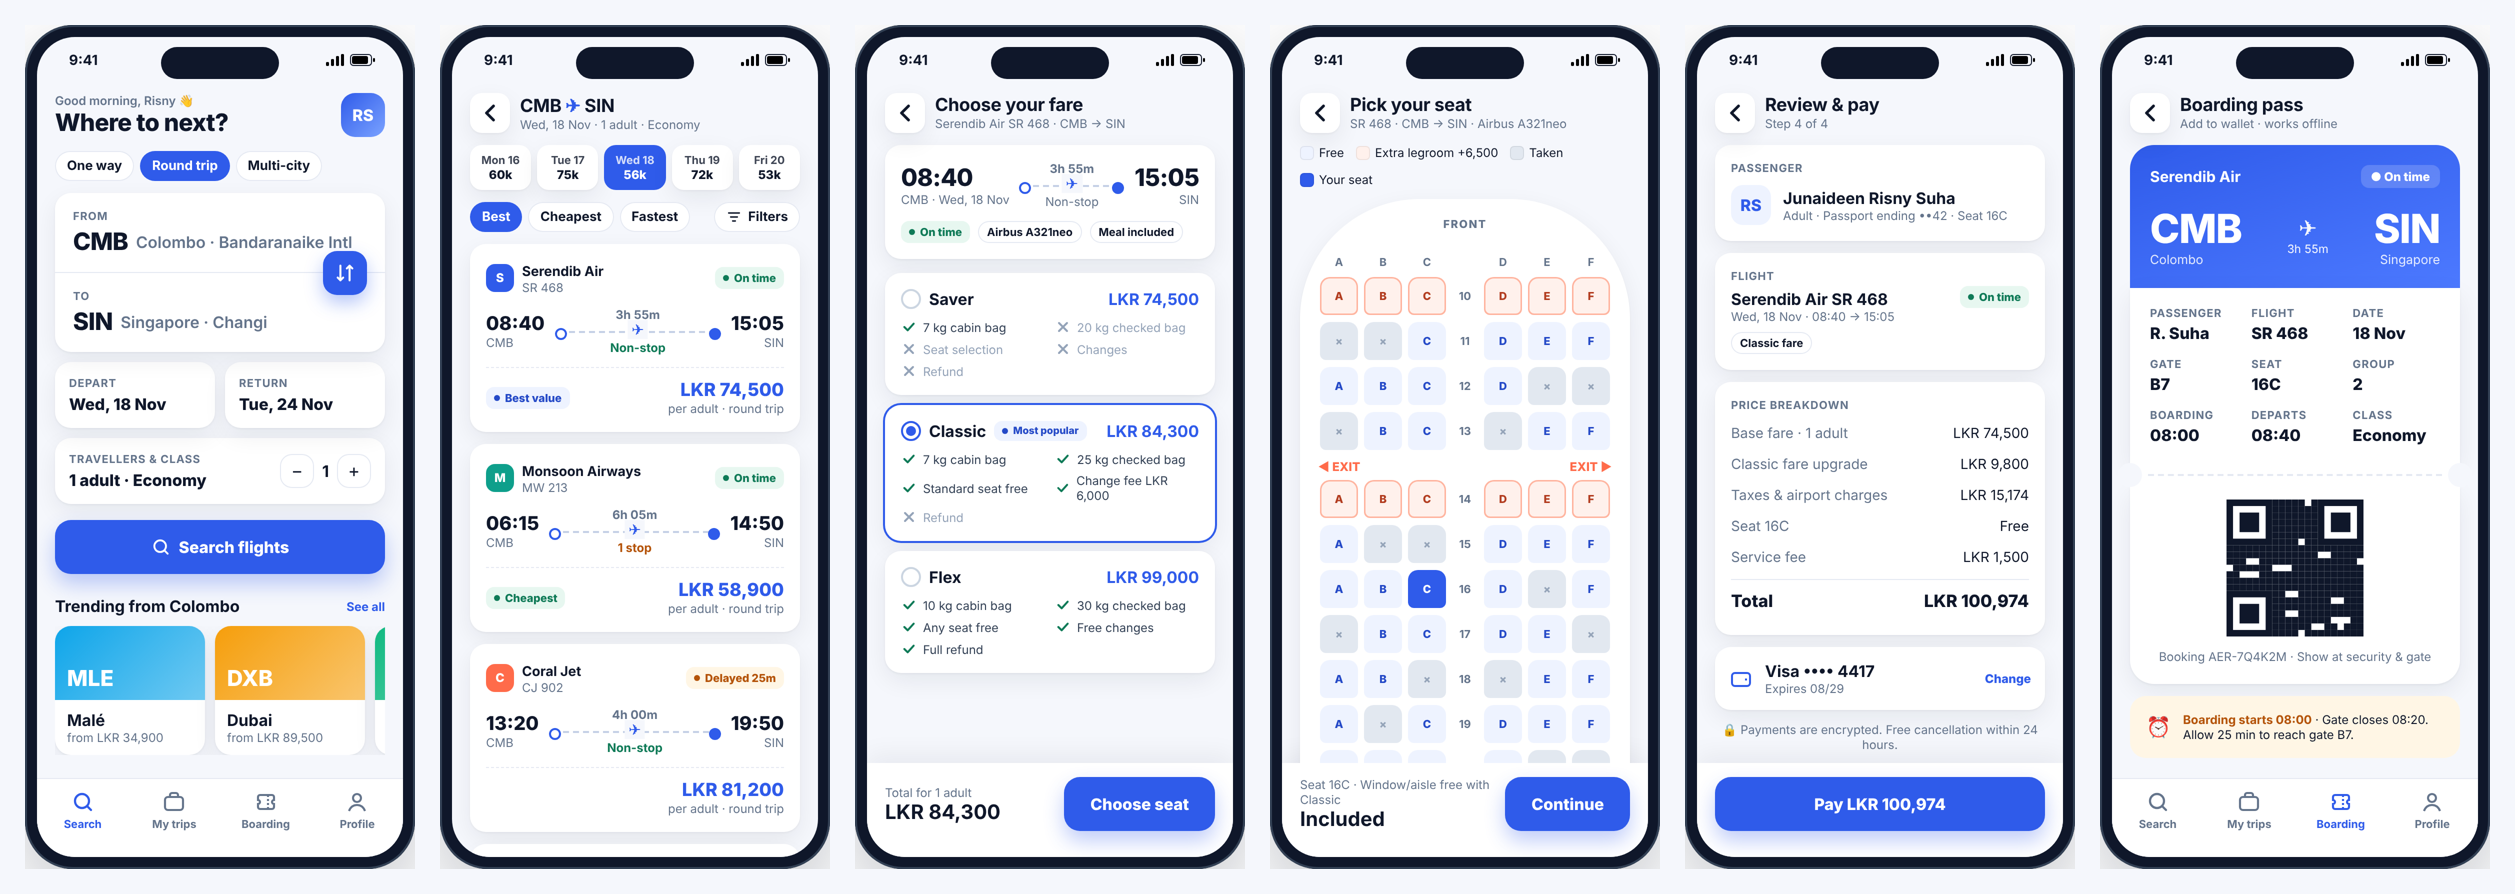 9:41
Good morning, Risny 👋
Where to next?
RS
One way
Round trip
Multi-city
FROM
CMB Colombo · Bandaranaike Intl
TO
SIN Singapore · Changi
DEPART
Wed, 18 Nov
RETURN
Tue, 24 Nov
TRAVELLERS & CLASS
1 adult · Economy
− 1 +
Search flights
Trending from Colombo
See all
MLE
Malé
from LKR 34,900
DXB
Dubai
from LKR 89,500
Search
My trips
Boarding
Profile
9:41
CMB ✈ SIN
Wed, 18 Nov · 1 adult · Economy
Mon 16
60k
Tue 17
75k
Wed 18
56k
Thu 19
72k
Fri 20
53k
Best
Cheapest
Fastest
Filters
S
Serendib Air
SR 468
On time
08:40
CMB
3h 55m
Non-stop
15:05
SIN
Best value
LKR 74,500
per adult · round trip
M
Monsoon Airways
MW 213
On time
06:15
CMB
6h 05m
1 stop
14:50
SIN
Cheapest
LKR 58,900
per adult · round trip
C
Coral Jet
CJ 902
Delayed 25m
13:20
CMB
4h 00m
Non-stop
19:50
SIN
LKR 81,200
per adult · round trip
9:41
Choose your fare
Serendib Air SR 468 · CMB → SIN
08:40
CMB · Wed, 18 Nov
3h 55m
Non-stop
15:05
SIN
On time
Airbus A321neo
Meal included
Saver
LKR 74,500
7 kg cabin bag
20 kg checked bag
Seat selection
Changes
Refund
Classic
Most popular
LKR 84,300
7 kg cabin bag
25 kg checked bag
Standard seat free
Change fee LKR
6,000
Refund
Flex
LKR 99,000
10 kg cabin bag
30 kg checked bag
Any seat free
Free changes
Full refund
Total for 1 adult
LKR 84,300
Choose seat
9:41
Pick your seat
SR 468 · CMB → SIN · Airbus A321neo
Free
Extra legroom +6,500
Taken
Your seat
FRONT
A B C D E F
A B C 10 D E F
× × C 11 D E F
A B C 12 D × ×
× B C 13 × E F
◀ EXIT
EXIT ▶
A B C 14 D E F
A × × 15 D E F
A B C 16 D × F
× B C 17 D E ×
A B × 18 × E F
A × C 19 D E F
Seat 16C · Window/aisle free with
Classic
Included
Continue
9:41
Review & pay
Step 4 of 4
PASSENGER
RS
Junaideen Risny Suha
Adult · Passport ending ••42 · Seat 16C
FLIGHT
Serendib Air SR 468
Wed, 18 Nov · 08:40 → 15:05
On time
Classic fare
PRICE BREAKDOWN
Base fare · 1 adult
LKR 74,500
Classic fare upgrade
LKR 9,800
Taxes & airport charges
LKR 15,174
Seat 16C
Free
Service fee
LKR 1,500
Total
LKR 100,974
Visa •••• 4417
Expires 08/29
Change
🔒 Payments are encrypted. Free cancellation within 24
hours.
Pay LKR 100,974
9:41
Boarding pass
Add to wallet · works offline
Serendib Air
On time
CMB
Colombo
✈
3h 55m
SIN
Singapore
PASSENGER
R. Suha
FLIGHT
SR 468
DATE
18 Nov
GATE
B7
SEAT
16C
GROUP
2
BOARDING
08:00
DEPARTS
08:40
CLASS
Economy
Booking AER-7Q4K2M · Show at security & gate
⏰ Boarding starts 08:00 · Gate closes 08:20.
Allow 25 min to reach gate B7.
Search
My trips
Boarding
Profile